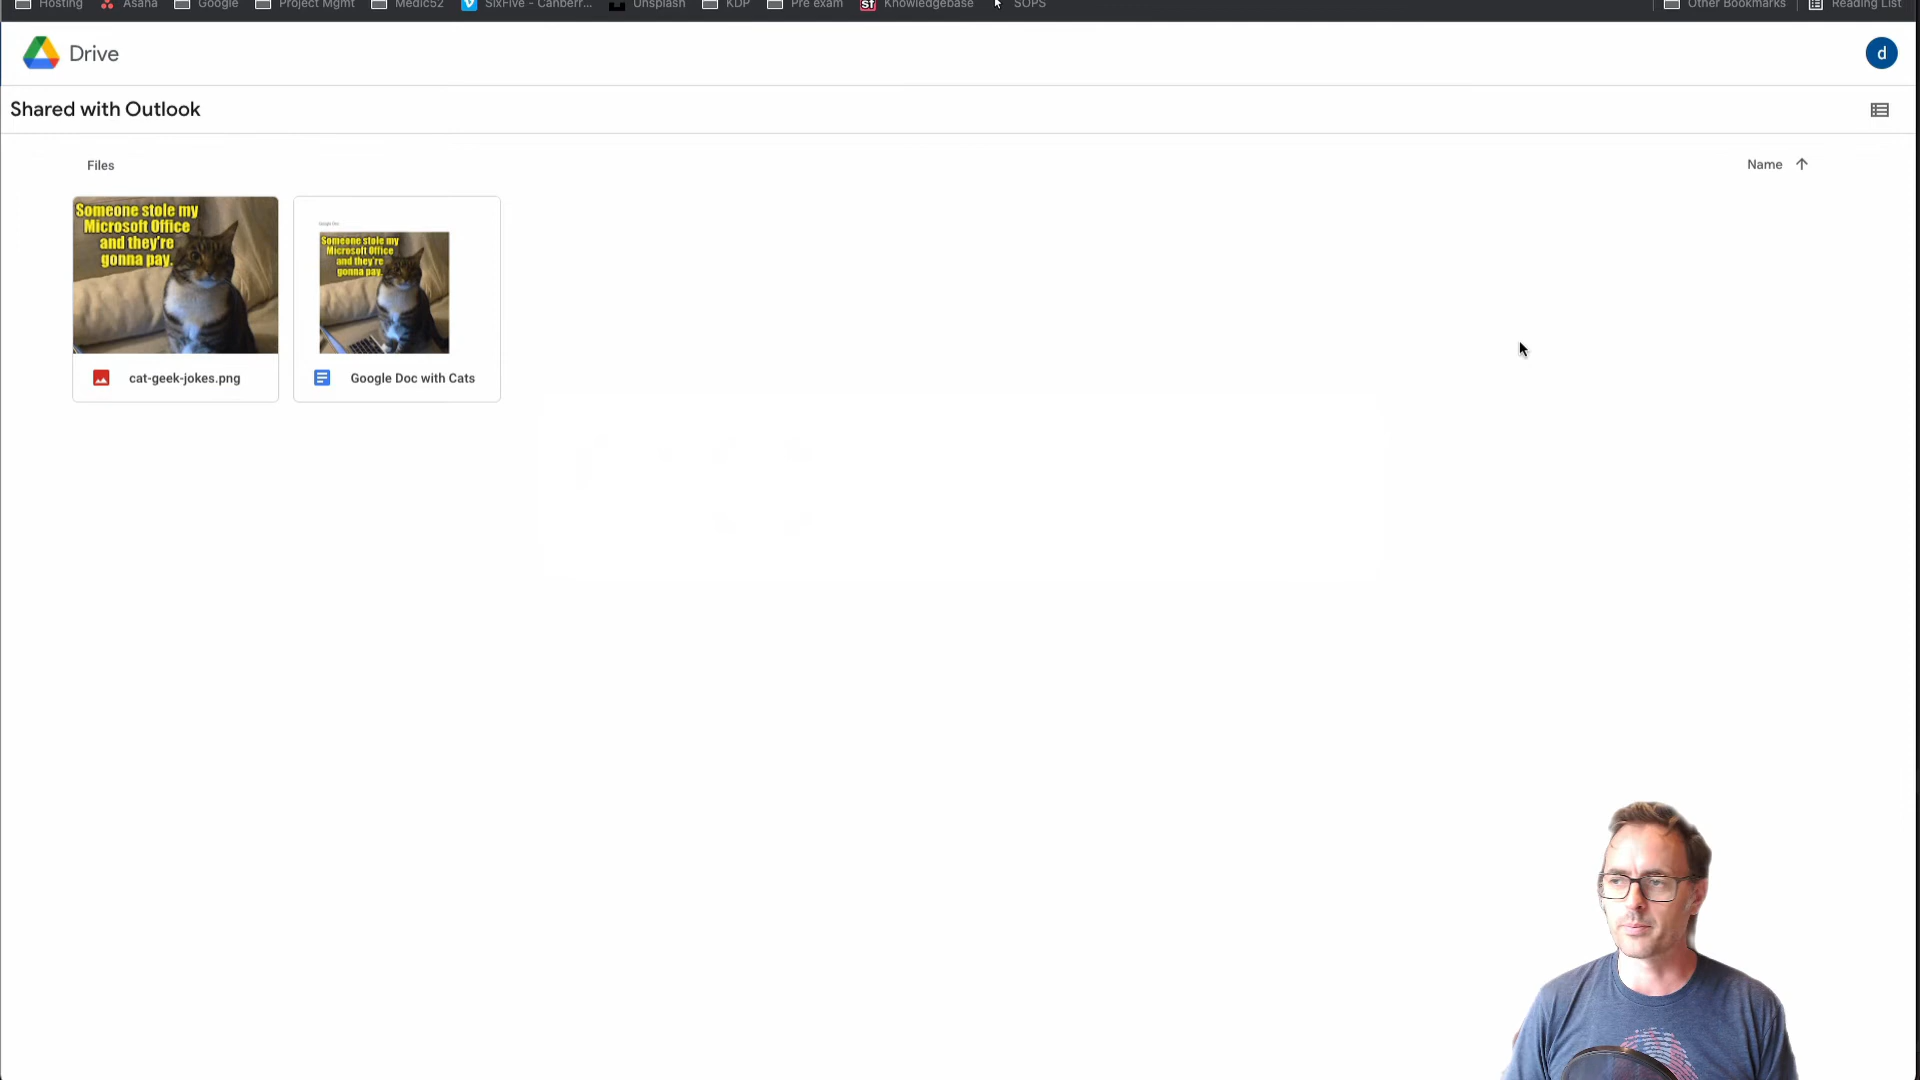 Hosting Asana Google Project Mgmt Medic52 SixFive - Canberr... Unsplash KDP Pre exam Knowledgebase SOPS Other Bookmarks Reading List
Drive
d
Shared with Outlook
Files
Name
Someone stole my
Microsoft Office
and they're
gonna pay.
cat-geek-jokes.png
Google Doc
Someone stole my
Microsoft Office
and they're
gonna pay.
Google Doc with Cats